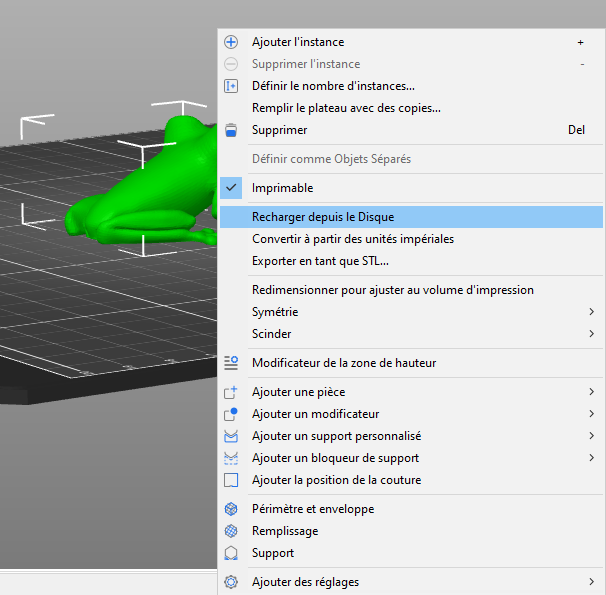 Ajouter l'instance +
Supprimer l'instance -
Définir le nombre d'instances...
Remplir le plateau avec des copies...
Supprimer Del
Définir comme Objets Séparés
Imprimable
Recharger depuis le Disque
Convertir à partir des unités impériales
Exporter en tant que STL...
Redimensionner pour ajuster au volume d'impression
Symétrie
Scinder
Modificateur de la zone de hauteur
Ajouter une pièce
Ajouter un modificateur
Ajouter un support personnalisé
Ajouter un bloqueur de support
Ajouter la position de la couture
Périmètre et enveloppe
Remplissage
Support
Ajouter des réglages